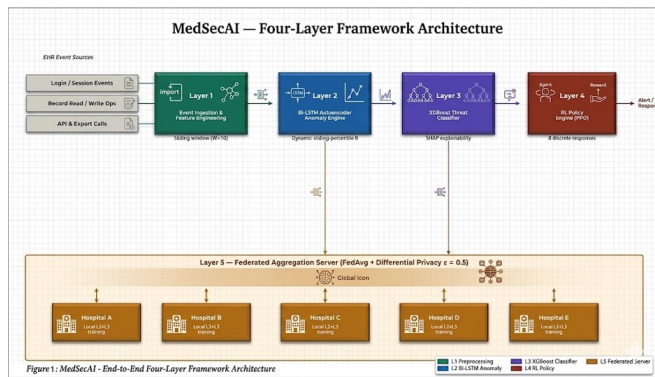 MedSecAI — Four-Layer Framework Architecture
EHR Event Sources
Login / Session Events
Record Read / Write Ops
API & Export Calls
import
Layer 1
Event Ingestion &
Feature Engineering
Sliding window (W=10)
LSTM
Layer 2
Bi-LSTM Autoencoder
Anomaly Engine
Dynamic sliding-percentile θ
Layer 3
XGBoost Threat
Classifier
SHAP explainability
Agent
Reward
Layer 4
RL Policy
Engine (PPO)
8 discrete responses
Alert /
Respon
Layer 5 — Federated Aggregation Server (FedAvg + Differential Privacy ε = 0.5)
Global Icon
Hospital A
Local L2+L3
training
Hospital B
Local L2+L3
training
Hospital C
Local L2+L3
training
Hospital D
Local L2+L3
training
Hospital E
Local L2+L3
training
L1 Preprocessing
L2 Bi-LSTM Anomaly
L3 XGBoost Classifier
L4 RL Policy
L5 Federated Server
Figure 1: MedSecAI - End-to-End Four-Layer Framework Architecture